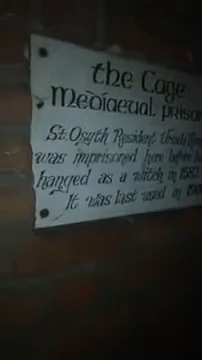 the Cage
Mediaeval prison
St. Osyth Resident Ursula
was imprisoned here before
hanged as a witch in 1582.
It was last used in